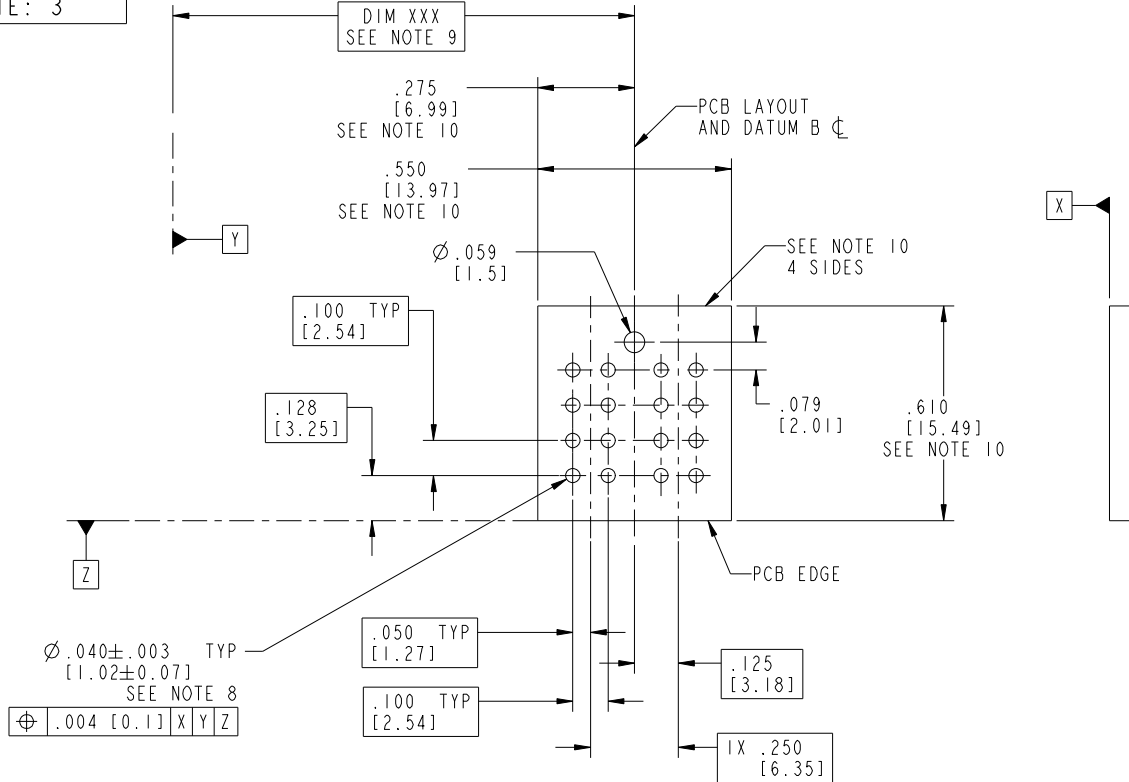 TE: 3
DIM XXX
SEE NOTE 9
.275
[6.99]
SEE NOTE 10
PCB LAYOUT
AND DATUM B ℄
.550
[13.97]
SEE NOTE 10
X
Y
Ø.059
[1.5]
SEE NOTE 10
4 SIDES
.100 TYP
[2.54]
.128
[3.25]
.079
[2.01]
.610
[15.49]
SEE NOTE 10
Z
PCB EDGE
.050 TYP
[1.27]
Ø.040±.003 TYP
[1.02±0.07]
SEE NOTE 8
⌖ .004 [0.1] X Y Z
.125
[3.18]
.100 TYP
[2.54]
1X .250
[6.35]